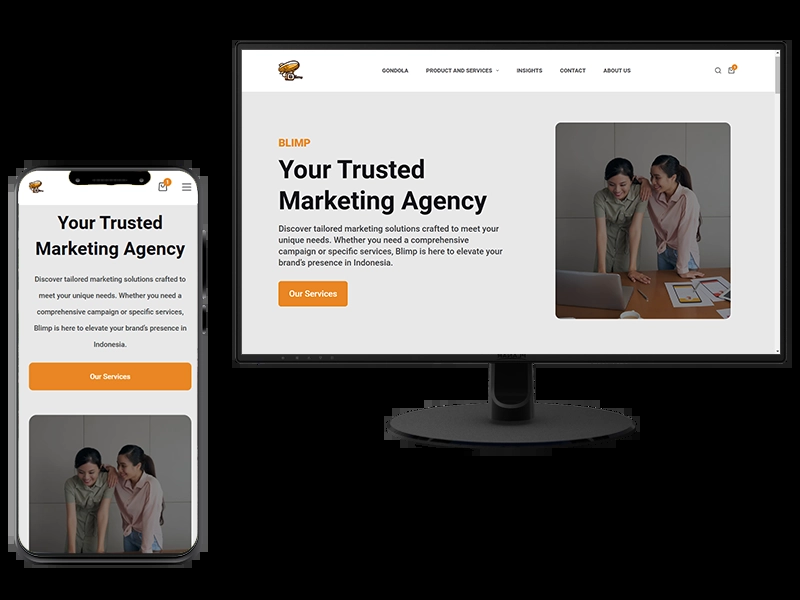 GONDOLA PRODUCT AND SERVICES INSIGHTS CONTACT ABOUT US
BLIMP
Your Trusted
Marketing Agency
Discover tailored marketing solutions crafted to meet your
unique needs. Whether you need a comprehensive
campaign or specific services, Blimp is here to elevate your
brand's presence in Indonesia.
Our Services
Your Trusted
Marketing Agency
Discover tailored marketing solutions crafted to
meet your unique needs. Whether you need a
comprehensive campaign or specific services,
Blimp is here to elevate your brand's presence in
Indonesia.
Our Services